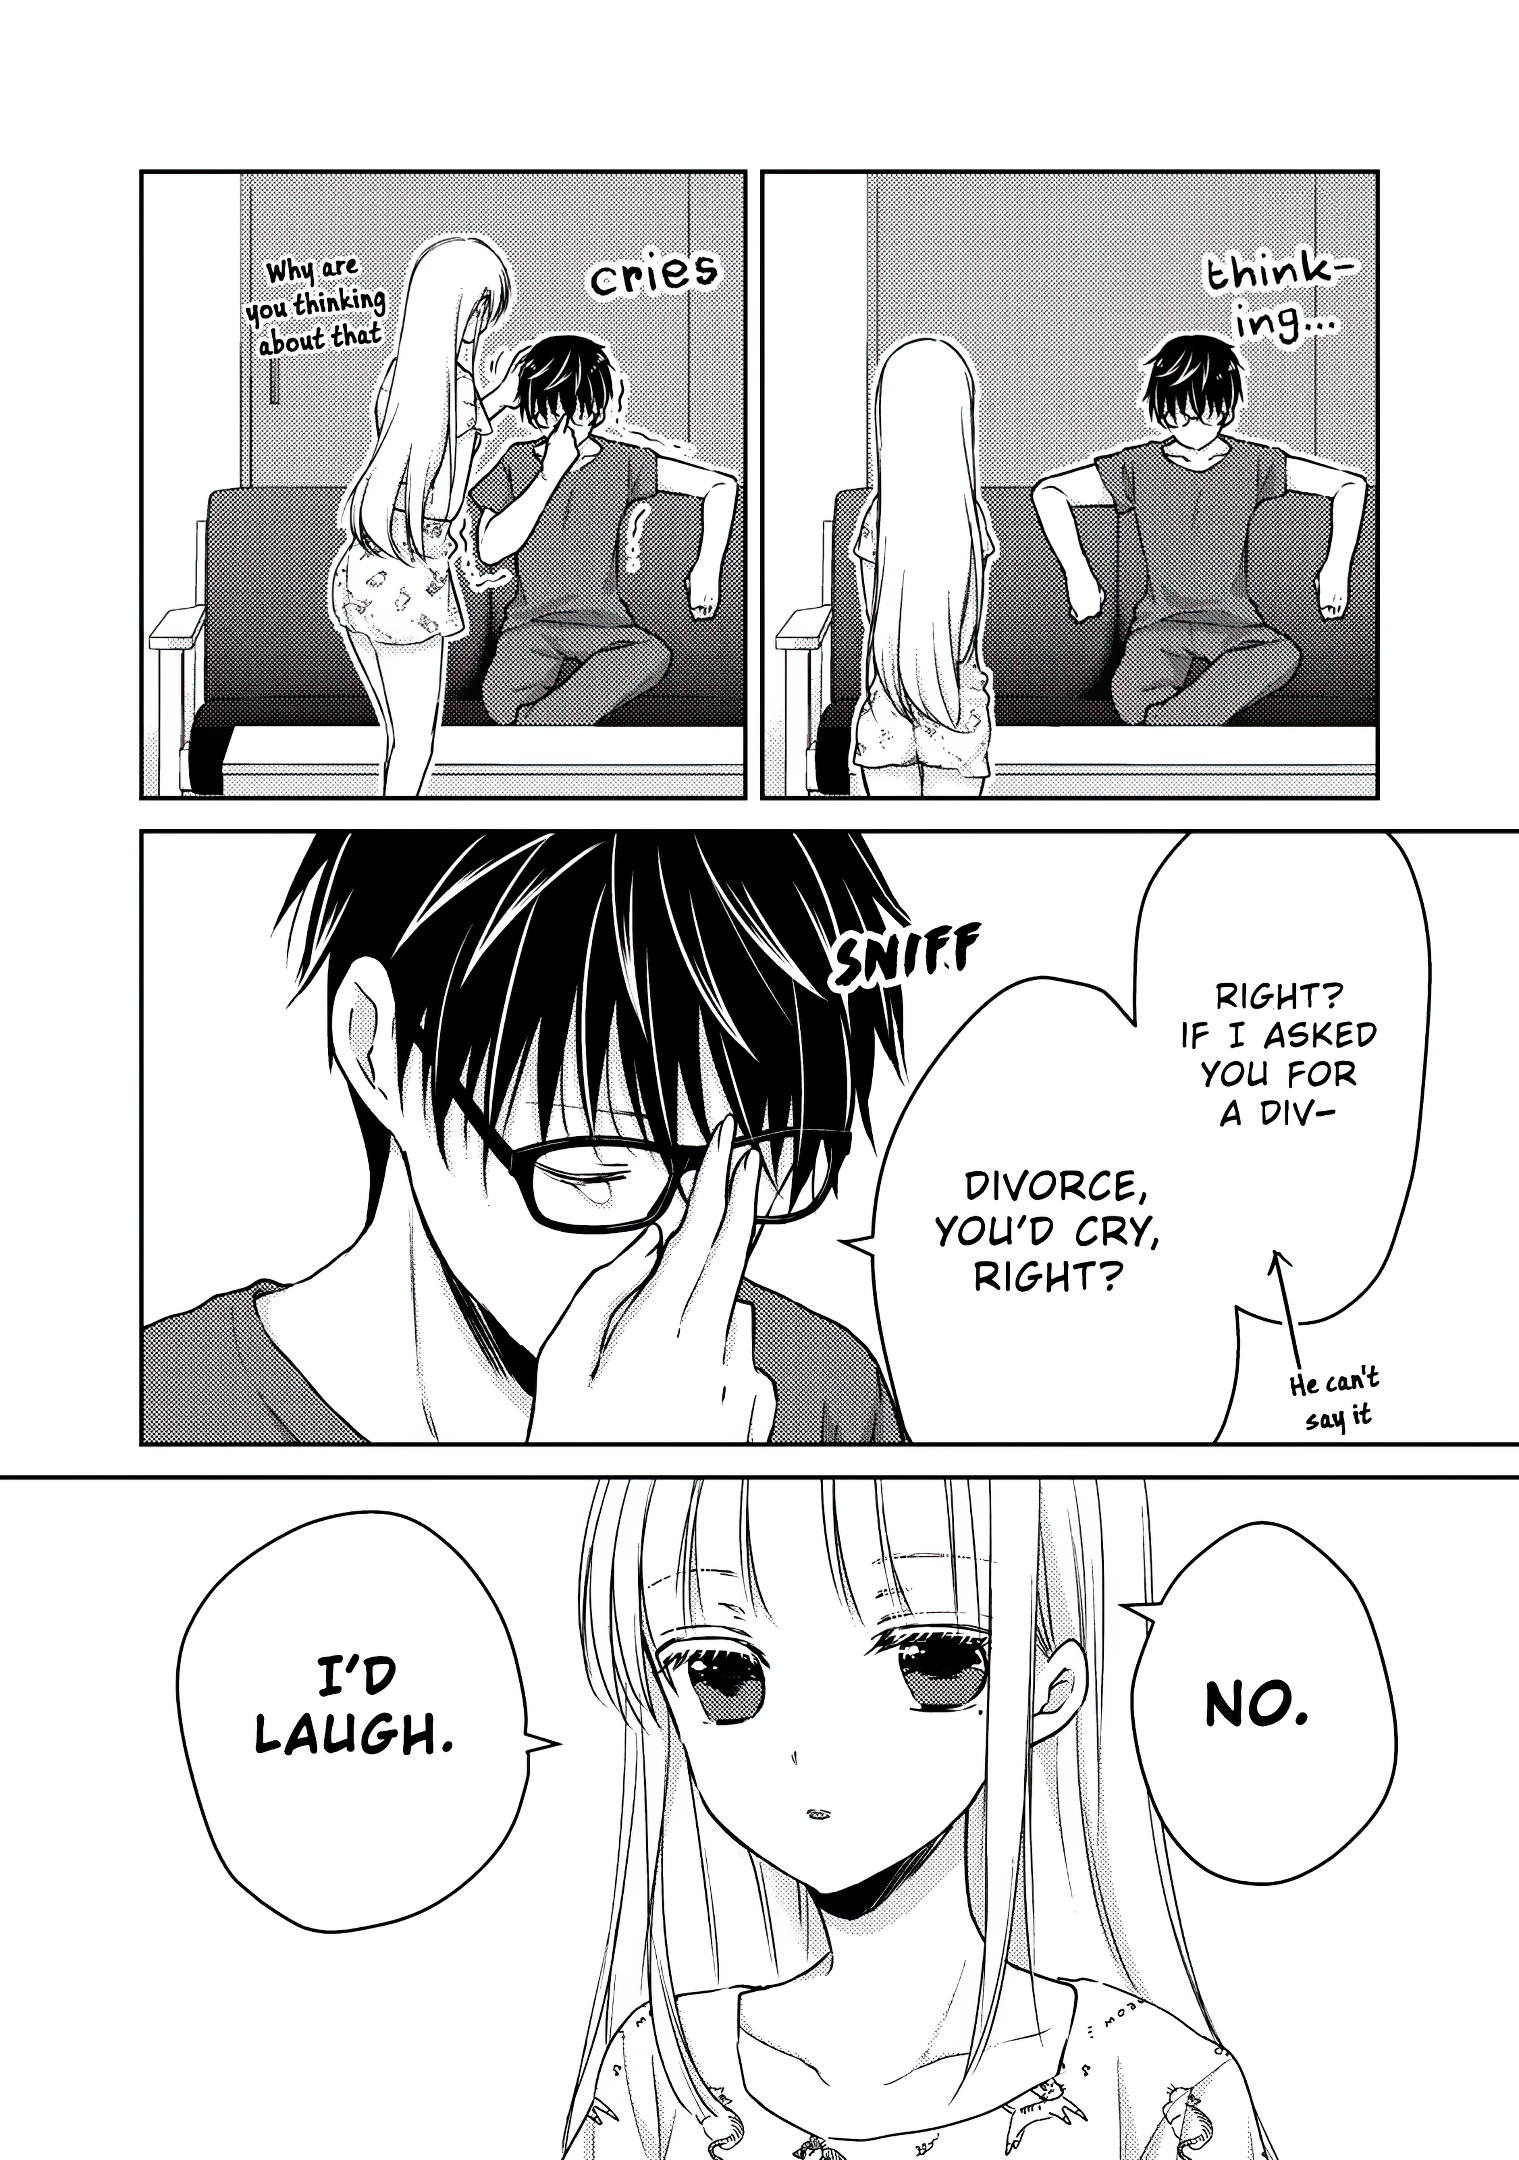 think-
ing...
cries
Why are
you thinking
about that
RIGHT?
IF I ASKED
YOU FOR
A DIV-
He can't
say it
SNIFF
DIVORCE,
YOU'D CRY,
RIGHT?
NO.
I'D
LAUGH.